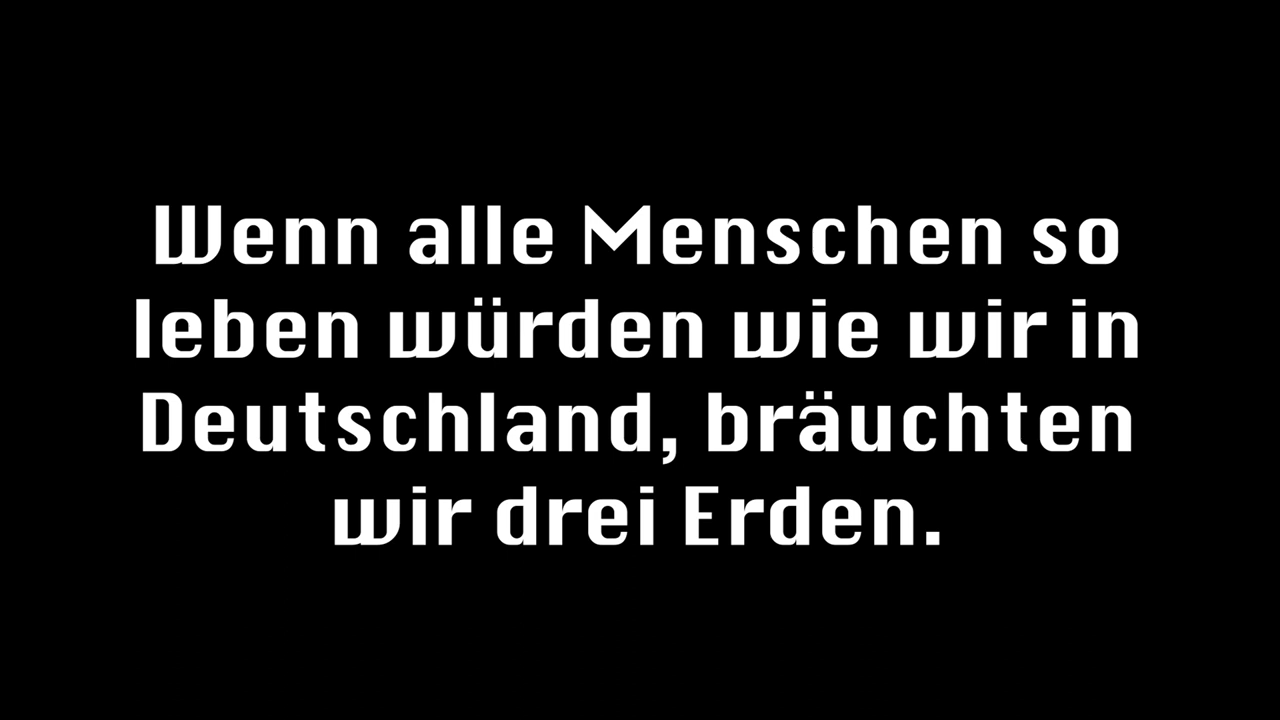 Wenn alle Menschen so
leben würden wie wir in
Deutschland, bräuchten
wir drei Erden.